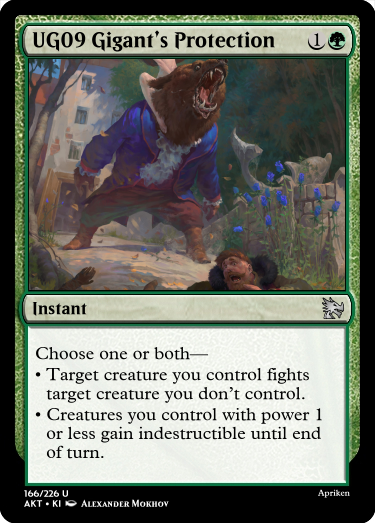 UG09 Gigant's Protection 1
Instant
Choose one or both—
• Target creature you control fights
target creature you don't control.
• Creatures you control with power 1
or less gain indestructible until end
of turn.
166/226 U
AKT • KI Alexander Mokhov
Apriken